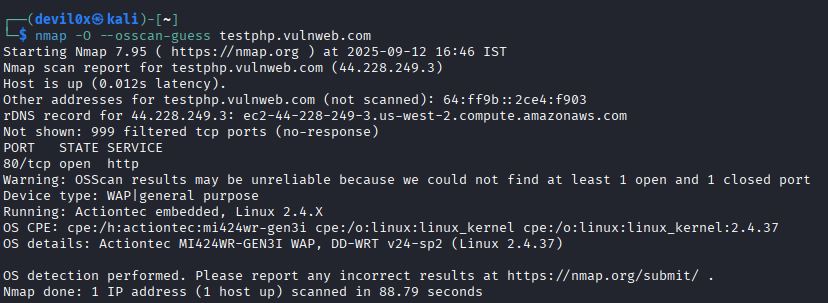 ┌──(devil0x㉿kali)-[~]
└─$ nmap -O --osscan-guess testphp.vulnweb.com
Starting Nmap 7.95 ( https://nmap.org ) at 2025-09-12 16:46 IST
Nmap scan report for testphp.vulnweb.com (44.228.249.3)
Host is up (0.012s latency).
Other addresses for testphp.vulnweb.com (not scanned): 64:ff9b::2ce4:f903
rDNS record for 44.228.249.3: ec2-44-228-249-3.us-west-2.compute.amazonaws.com
Not shown: 999 filtered tcp ports (no-response)
PORT   STATE SERVICE
80/tcp open  http
Warning: OSScan results may be unreliable because we could not find at least 1 open and 1 closed port
Device type: WAP|general purpose
Running: Actiontec embedded, Linux 2.4.X
OS CPE: cpe:/h:actiontec:mi424wr-gen3i cpe:/o:linux:linux_kernel cpe:/o:linux:linux_kernel:2.4.37
OS details: Actiontec MI424WR-GEN3I WAP, DD-WRT v24-sp2 (Linux 2.4.37)
OS detection performed. Please report any incorrect results at https://nmap.org/submit/ .
Nmap done: 1 IP address (1 host up) scanned in 88.79 seconds